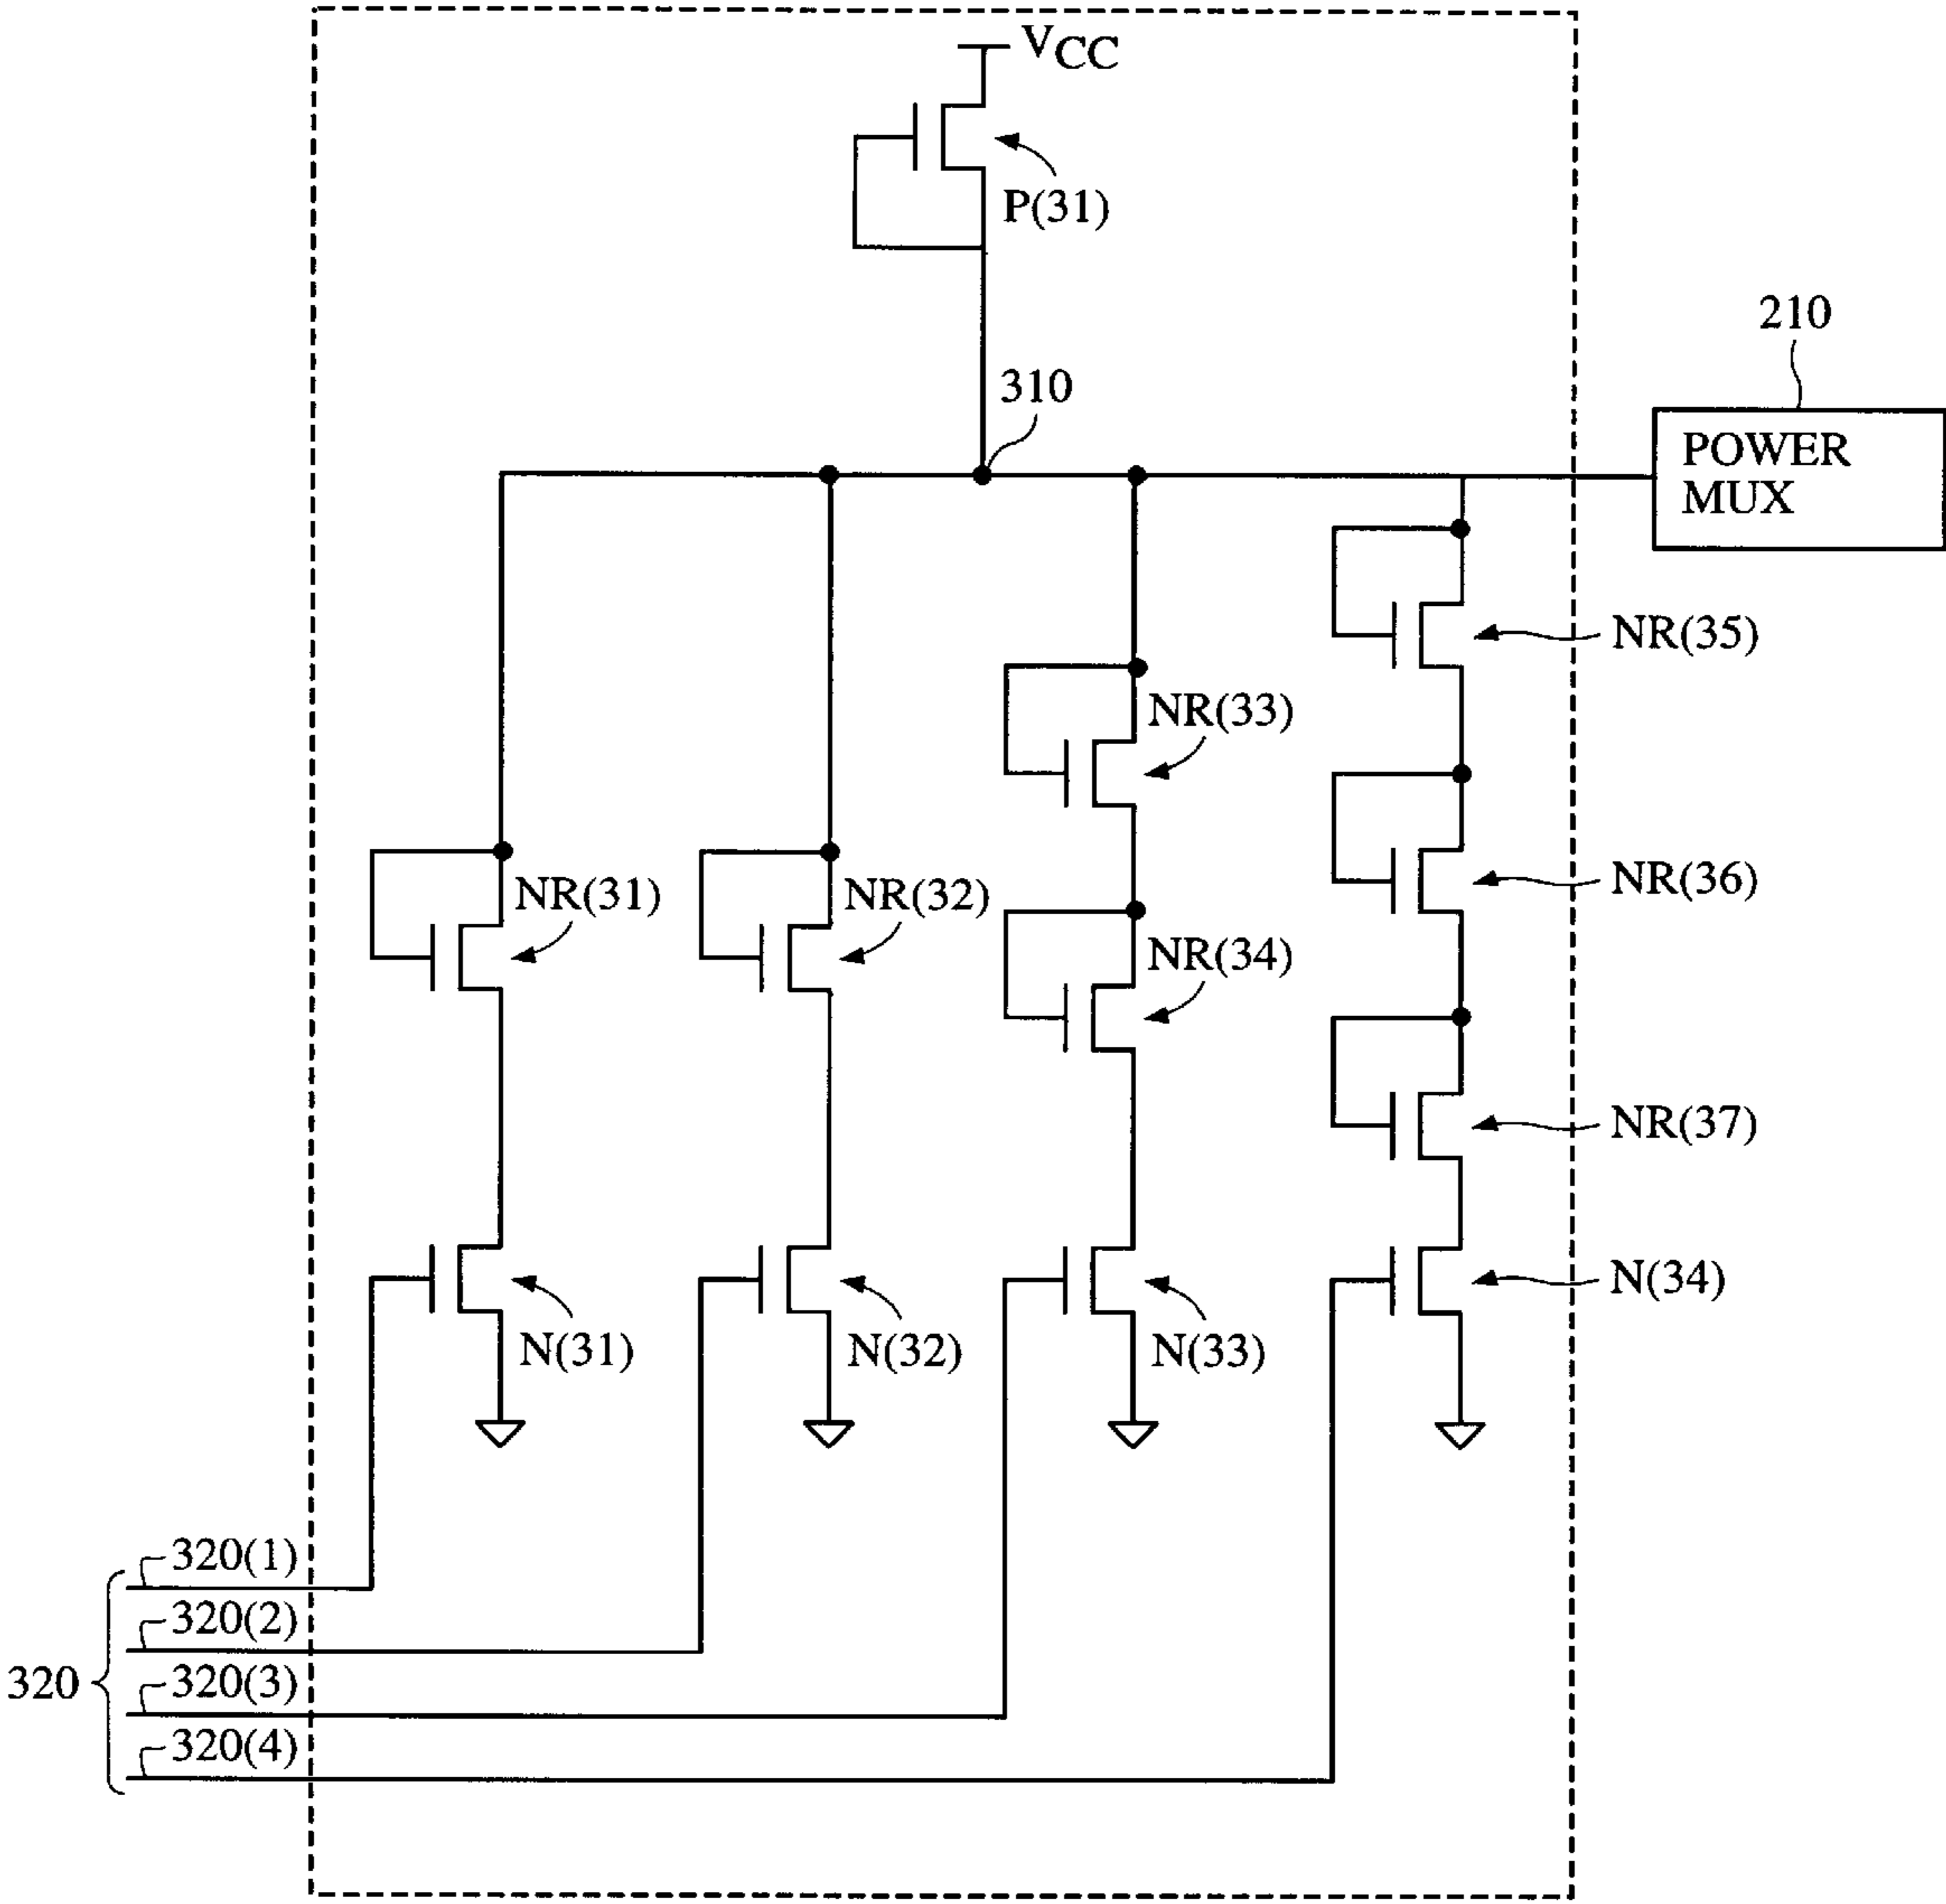 VCC
P(31)
210
310
POWER
MUX
NR(35)
NR(33)
NR(31)
NR(32)
NR(36)
NR(34)
NR(37)
N(34)
N(31)
N(32)
N(33)
320(1)
320(2)
320
320(3)
320(4)